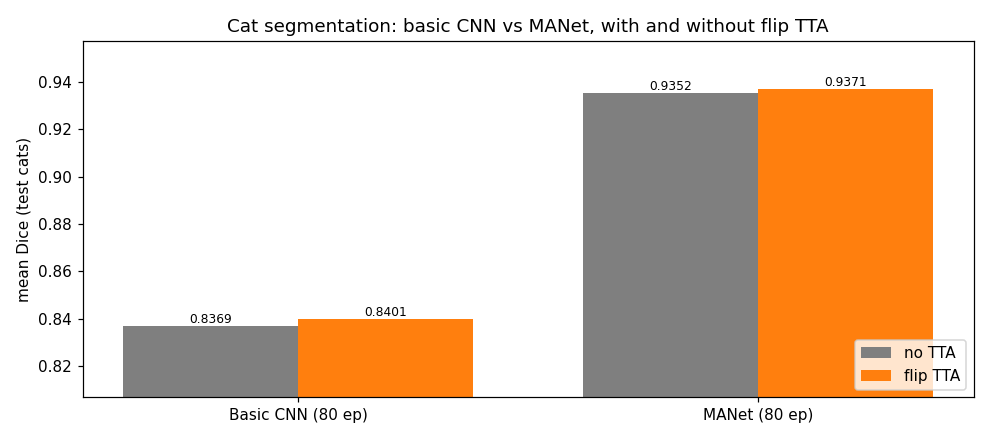 Cat segmentation: basic CNN vs MANet, with and without flip TTA
mean Dice (test cats)
0.94
0.92
0.90
0.88
0.86
0.84
0.82
0.8369
0.8401
0.9352
0.9371
no TTA
flip TTA
Basic CNN (80 ep)
MANet (80 ep)